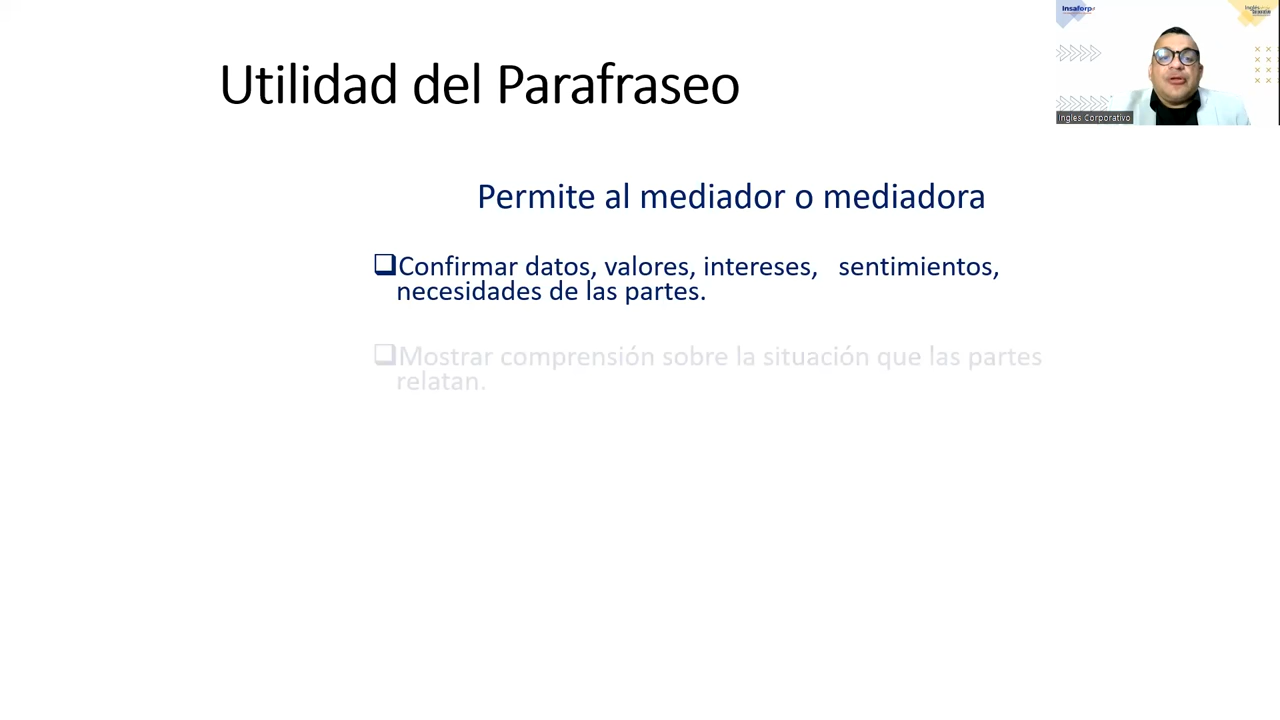 Utilidad del Parafraseo
Permite al mediador o mediadora
Confirmar datos, valores, intereses, sentimientos,
necesidades de las partes.
Mostrar comprensión sobre la situación que las partes
relatan.
Insaforp
Ingles Corporativo